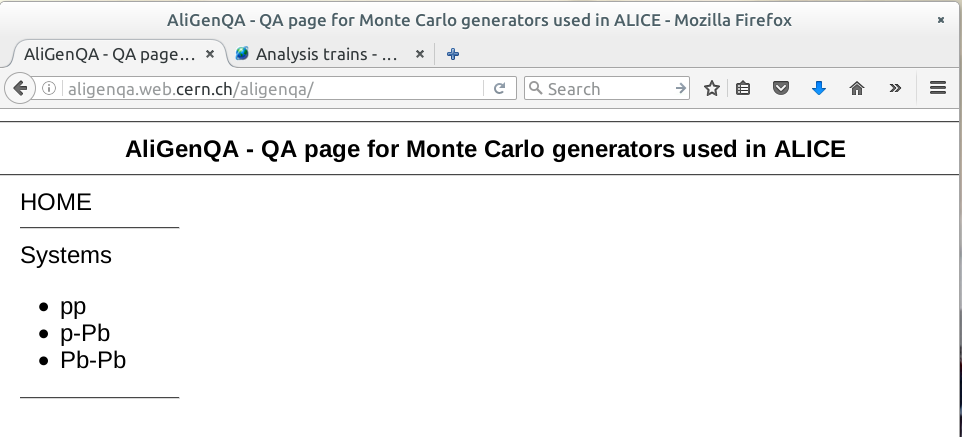 AliGenQA - QA page for Monte Carlo generators used in ALICE - Mozilla Firefox
AliGenQA - QA page... Analysis trains - ...
aligenqa.web.cern.ch/aligenqa/ Search
AliGenQA - QA page for Monte Carlo generators used in ALICE
HOME
Systems
pp
p-Pb
Pb-Pb